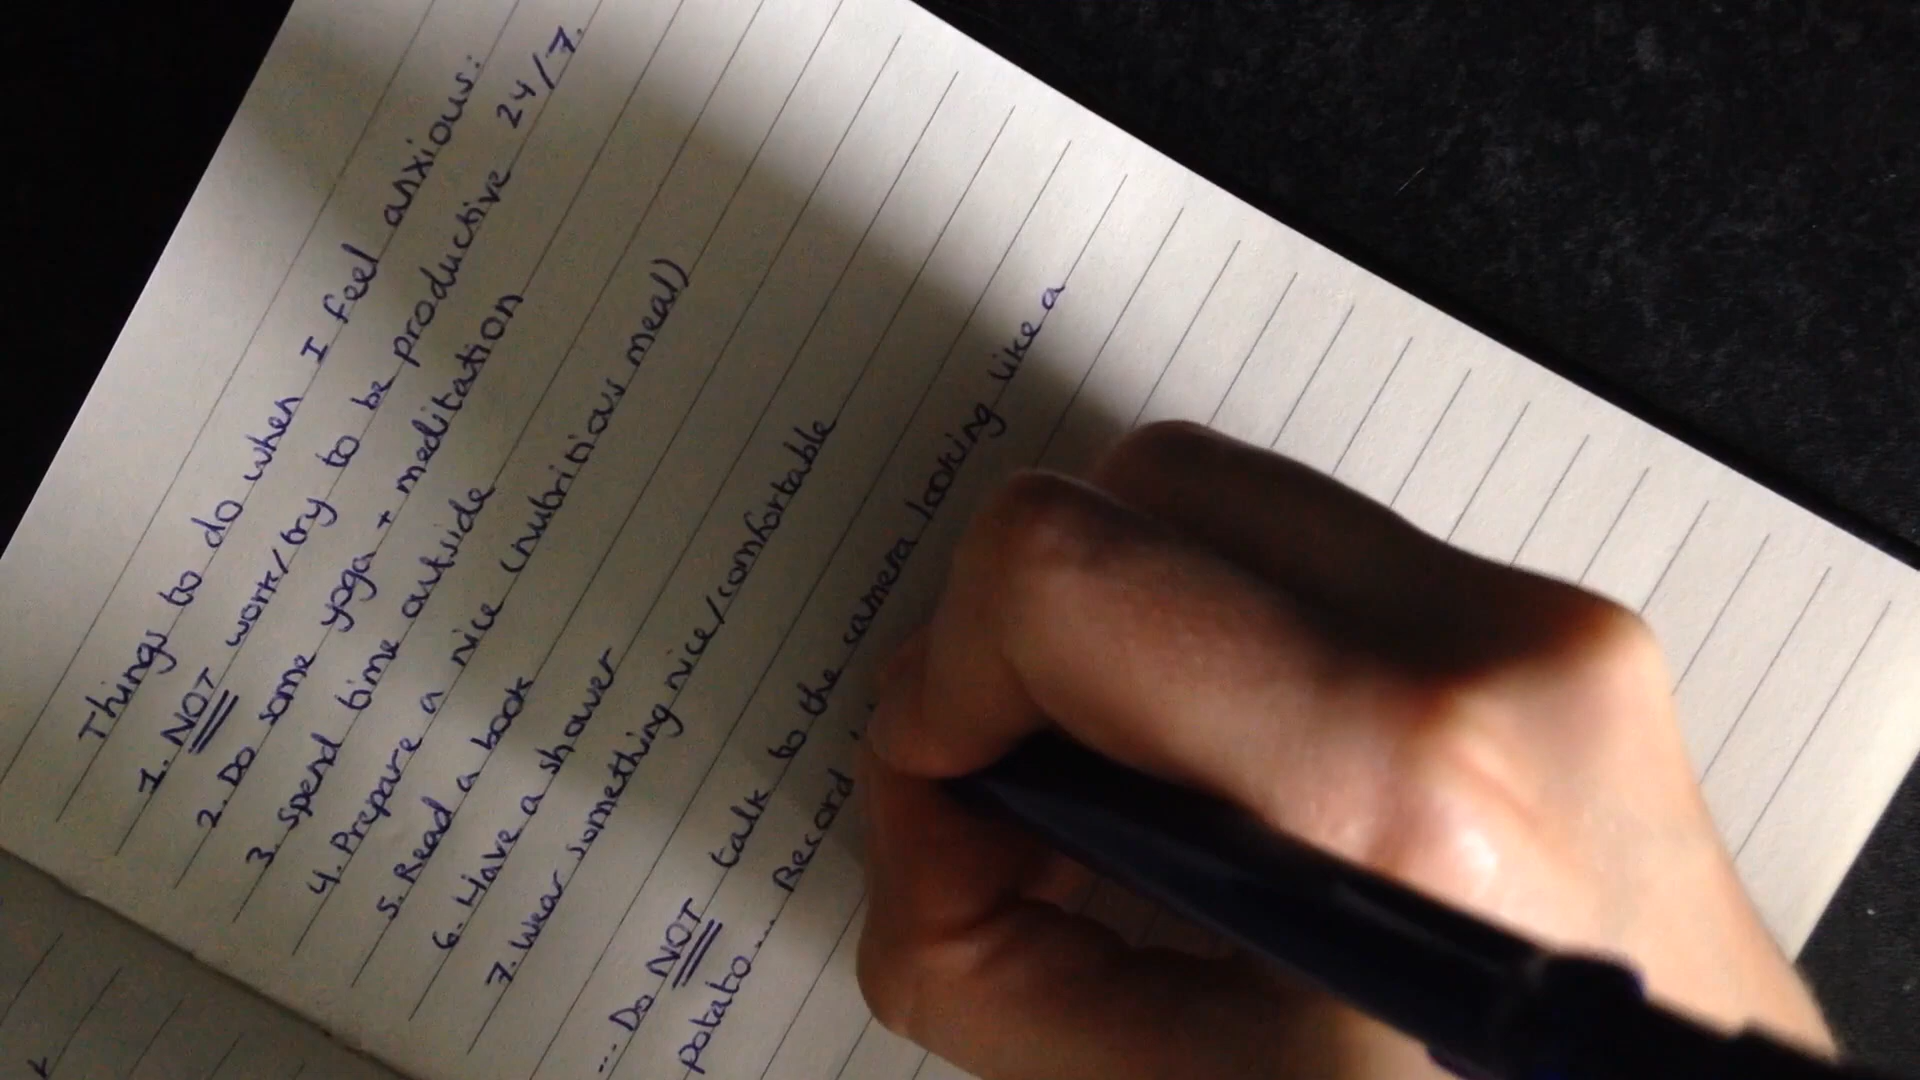 Things to do when I feel anxious:
1. NOT work/try to be productive 24/7.
2. Do some yoga + meditation
3. Spend time outside
4. Prepare a nice (nutritious meal)
5. Read a book
6. Have a shower
7. Wear something nice/comfortable
... Do NOT talk to the camera looking like a
potato.... Record